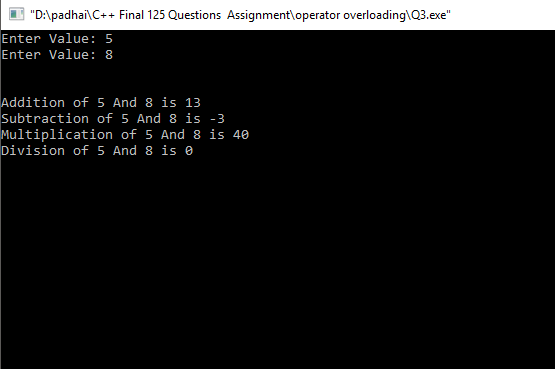 "D:\padhai\C++ Final 125 Questions  Assignment\operator overloading\Q3.exe"
Enter Value: 5
Enter Value: 8
Addition of 5 And 8 is 13
Subtraction of 5 And 8 is -3
Multiplication of 5 And 8 is 40
Division of 5 And 8 is 0